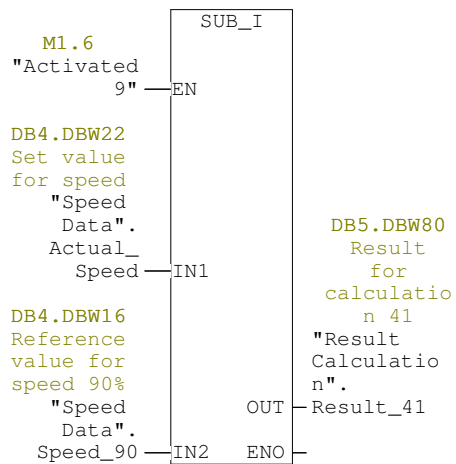 SUB_I
M1.6
"Activated
9"
EN
DB4.DBW22
Set value
for speed
"Speed
Data".
Actual_
Speed
IN1
DB4.DBW16
Reference
value for
speed 90%
"Speed
Data".
Speed_90
IN2
DB5.DBW80
Result
for
calculatio
n 41
"Result
Calculatio
n".
Result_41
OUT
ENO